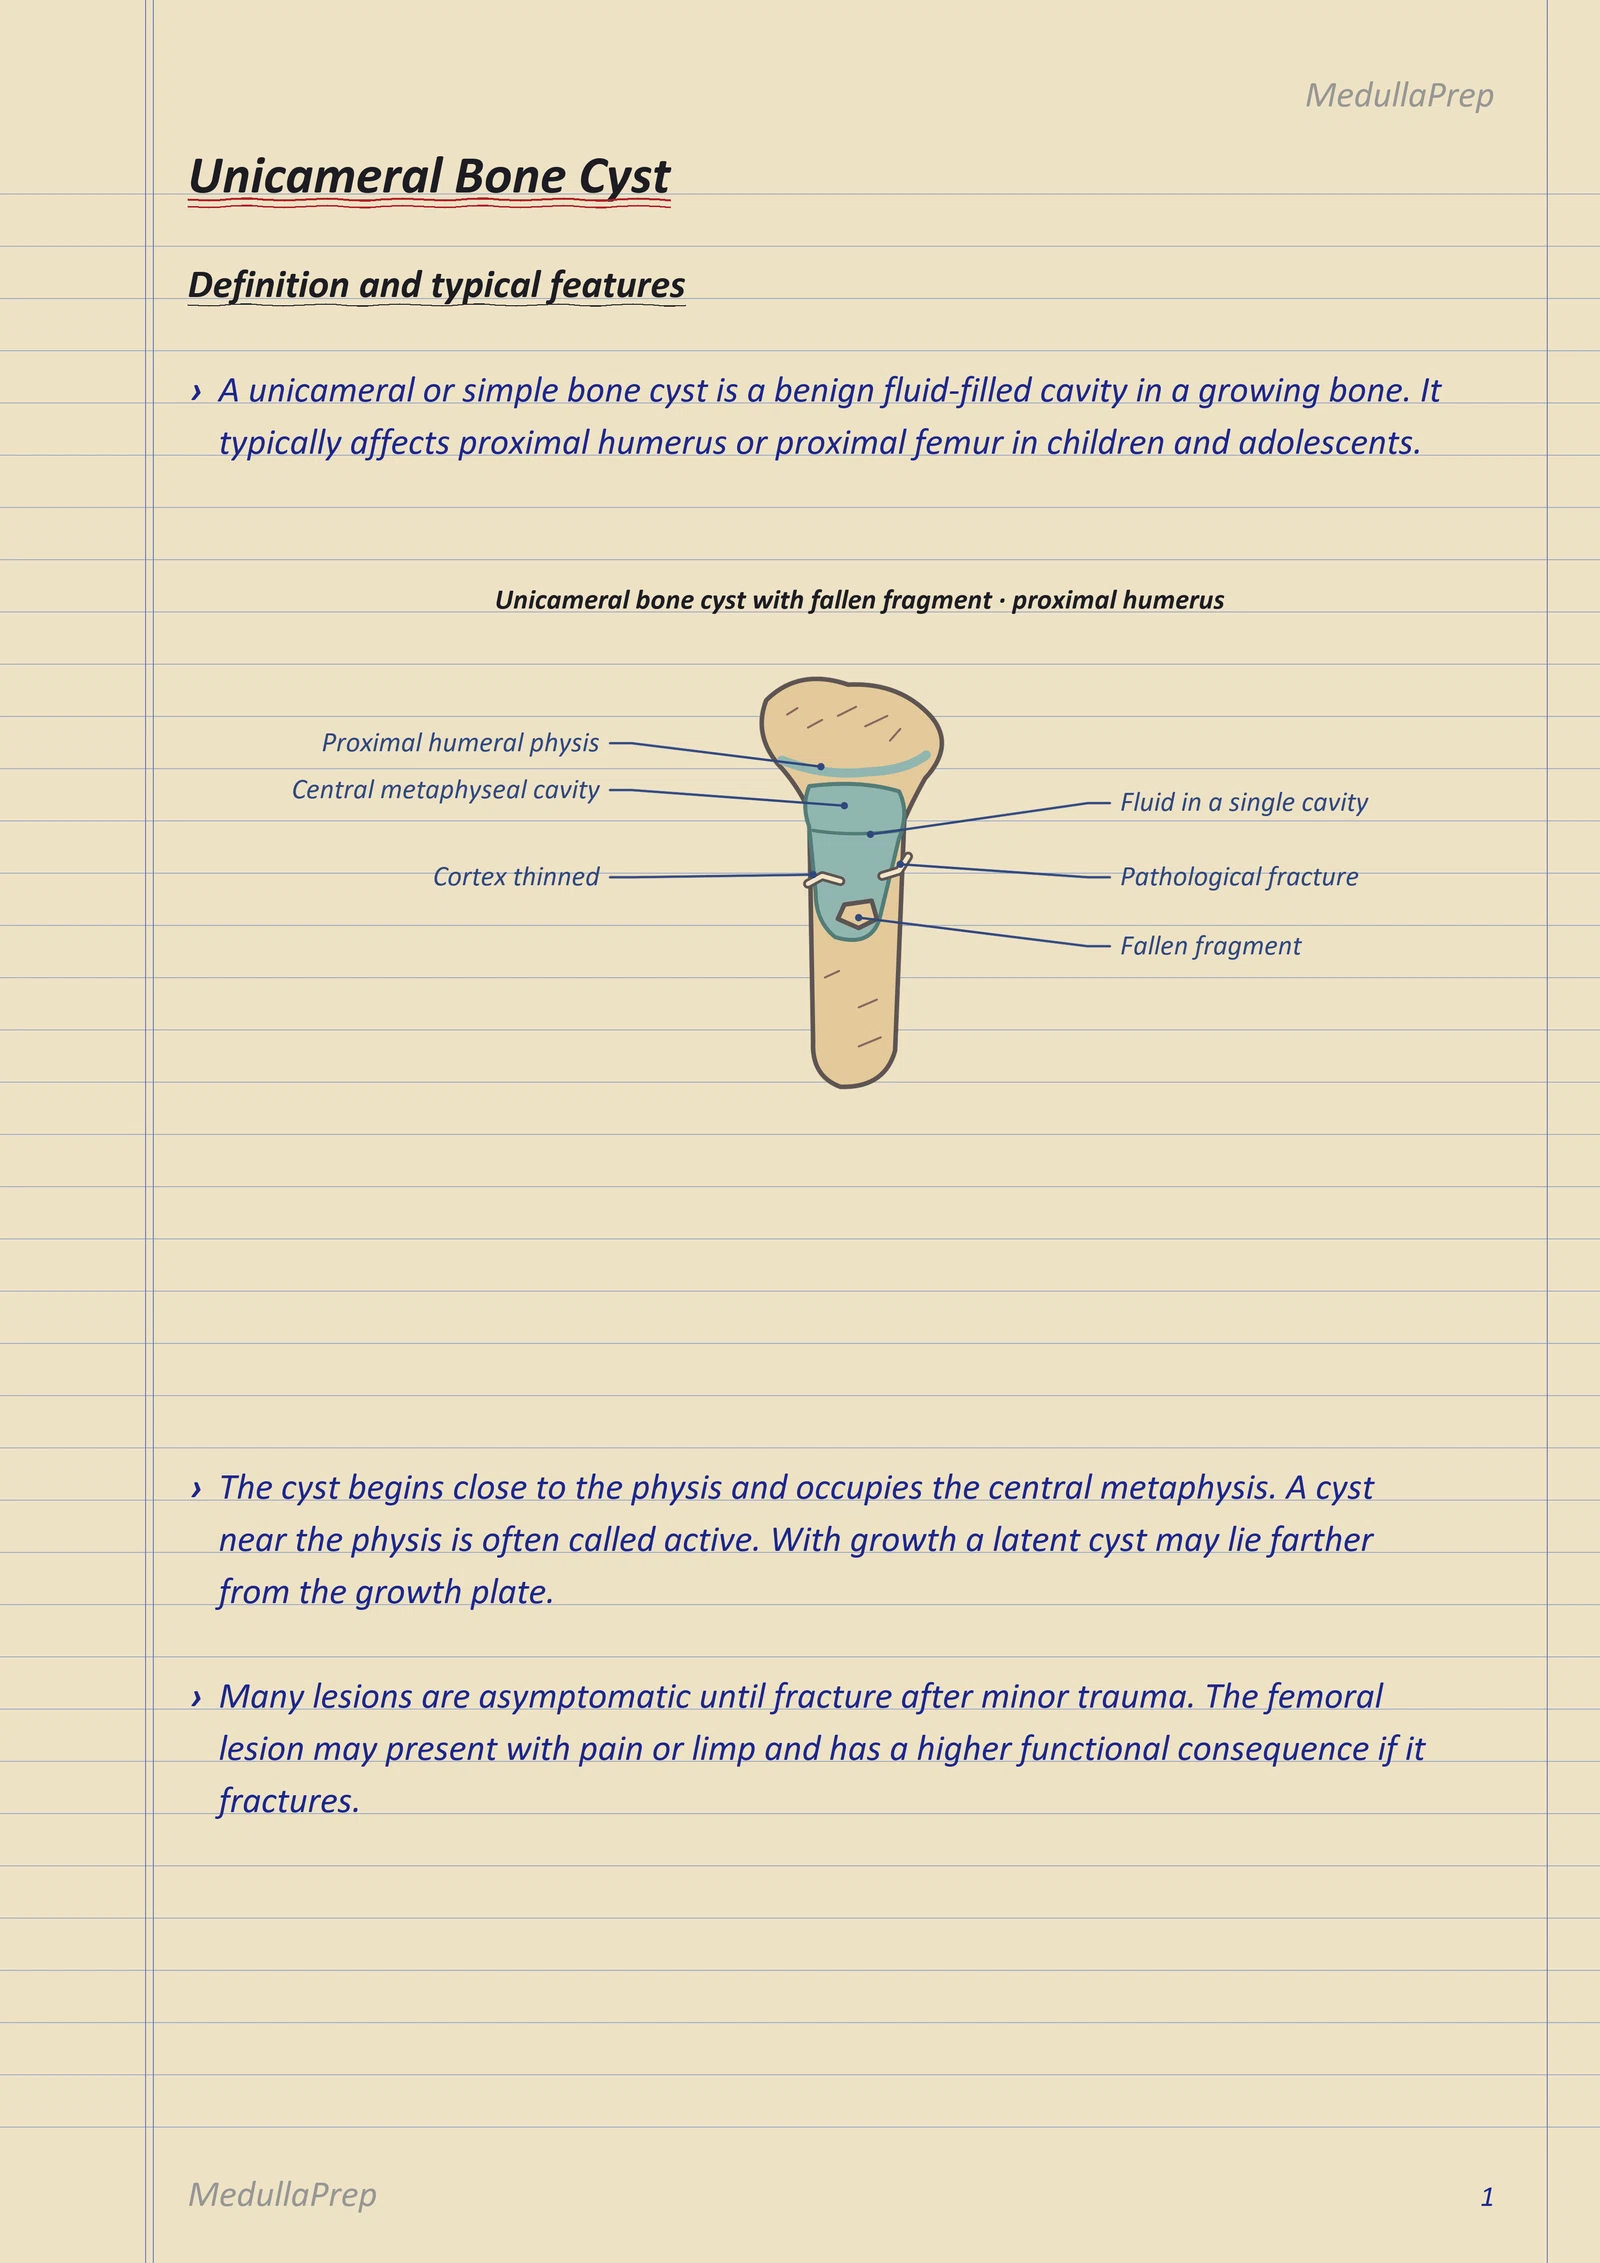 MedullaPrep
Unicameral Bone Cyst
Definition and typical features
› A unicameral or simple bone cyst is a benign fluid-filled cavity in a growing bone. It
typically affects proximal humerus or proximal femur in children and adolescents.
Unicameral bone cyst with fallen fragment · proximal humerus
Proximal humeral physis
Central metaphyseal cavity
Fluid in a single cavity
Cortex thinned
Pathological fracture
Fallen fragment
› The cyst begins close to the physis and occupies the central metaphysis. A cyst
near the physis is often called active. With growth a latent cyst may lie farther
from the growth plate.
› Many lesions are asymptomatic until fracture after minor trauma. The femoral
lesion may present with pain or limp and has a higher functional consequence if it
fractures.
MedullaPrep
1